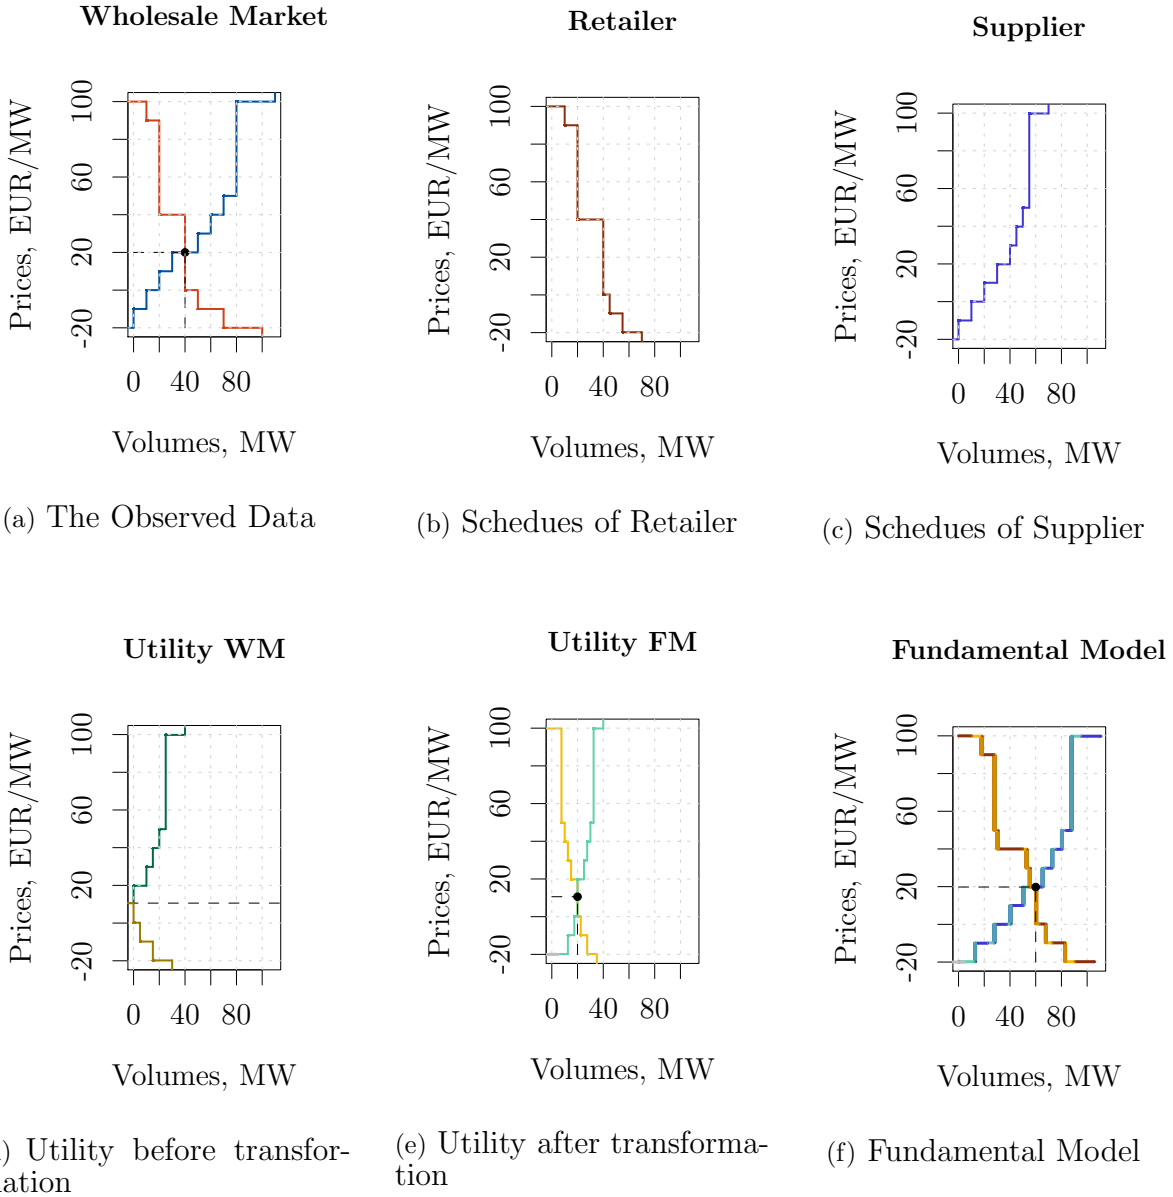 Wholesale Market
Retailer
Supplier
Prices, EUR/MW
-20
20
60
100
0 40 80
Volumes, MW
Prices, EUR/MW
-20
20
60
100
0 40 80
Volumes, MW
Prices, EUR/MW
-20
20
60
100
0 40 80
Volumes, MW
(a) The Observed Data
(b) Schedues of Retailer
(c) Schedues of Supplier
Utility WM
Utility FM
Fundamental Model
Prices, EUR/MW
-20
20
60
100
0 40 80
Volumes, MW
Prices, EUR/MW
-20
20
60
100
0 40 80
Volumes, MW
Prices, EUR/MW
-20
20
60
100
0 40 80
Volumes, MW
) Utility before transfor-
ation
(e) Utility after transforma-
tion
(f) Fundamental Model